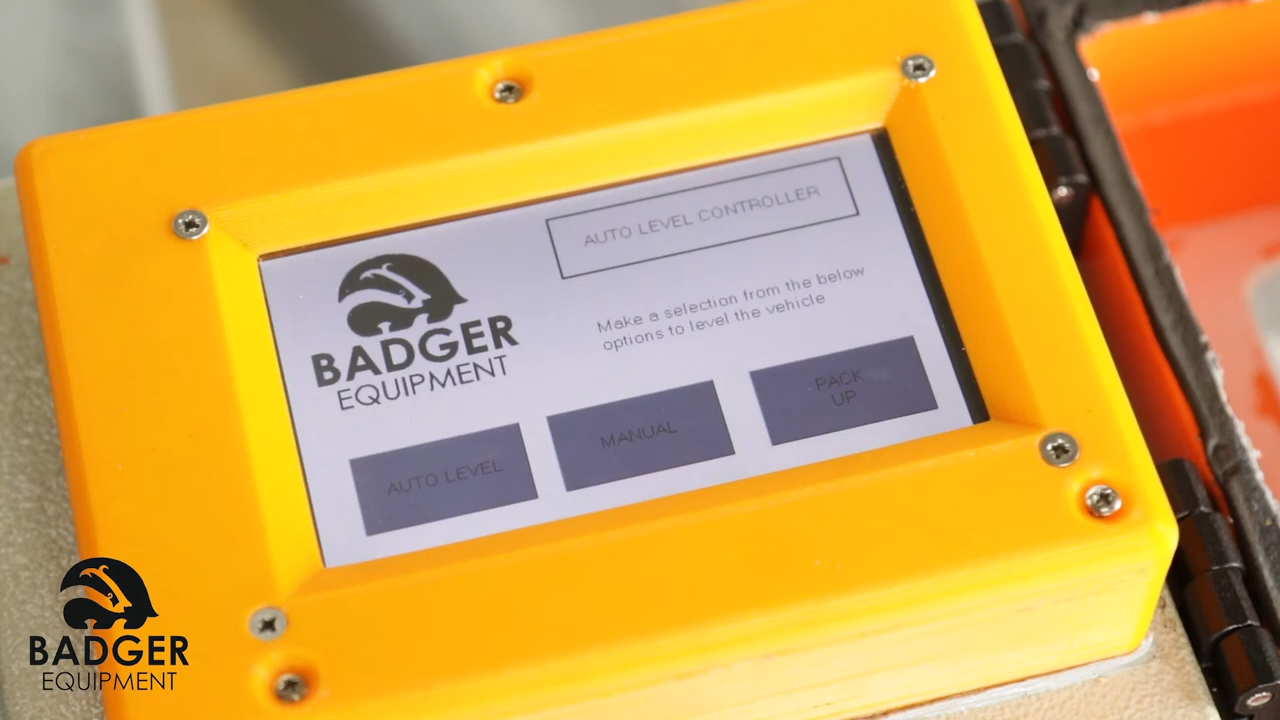 AUTO LEVEL CONTROLLER
BADGER
EQUIPMENT
Make a selection from the below
options to level the vehicle
AUTO LEVEL
MANUAL
PACK
UP
BADGER
EQUIPMENT